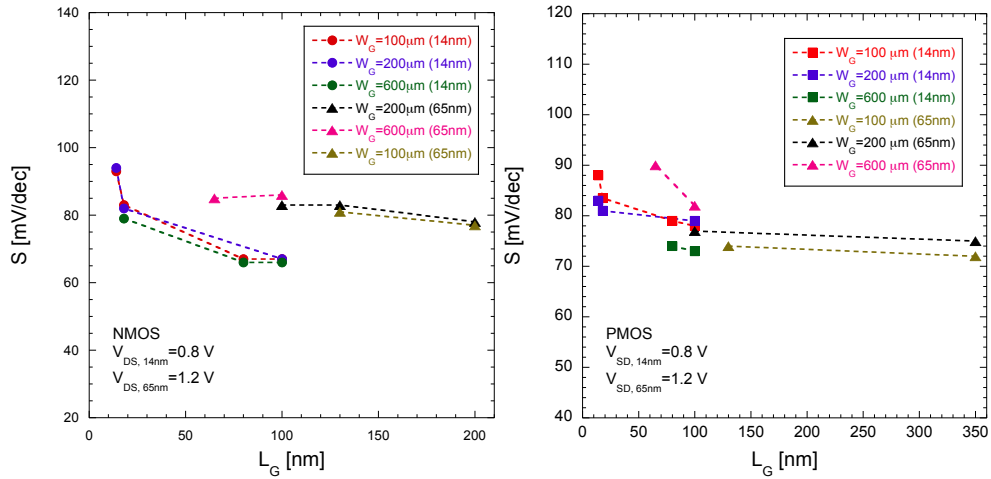 140
120
100
80
60
40
20
0
50
100
150
200
S [mV/dec]
L_G [nm]
W_G=100μm (14nm)
W_G=200μm (14nm)
W_G=600μm (14nm)
W_G=200μm (65nm)
W_G=600μm (65nm)
W_G=100μm (65nm)
NMOS
V_DS, 14nm=0.8 V
V_DS, 65nm=1.2 V
120
110
100
90
80
70
60
50
40
0
50
100
150
200
250
300
350
S [mV/dec]
L_G [nm]
W_G=100 μm (14nm)
W_G=200 μm (14nm)
W_G=600 μm (14nm)
W_G=100 μm (65nm)
W_G=200 μm (65nm)
W_G=600 μm (65nm)
PMOS
V_SD, 14nm=0.8 V
V_SD, 65nm=1.2 V